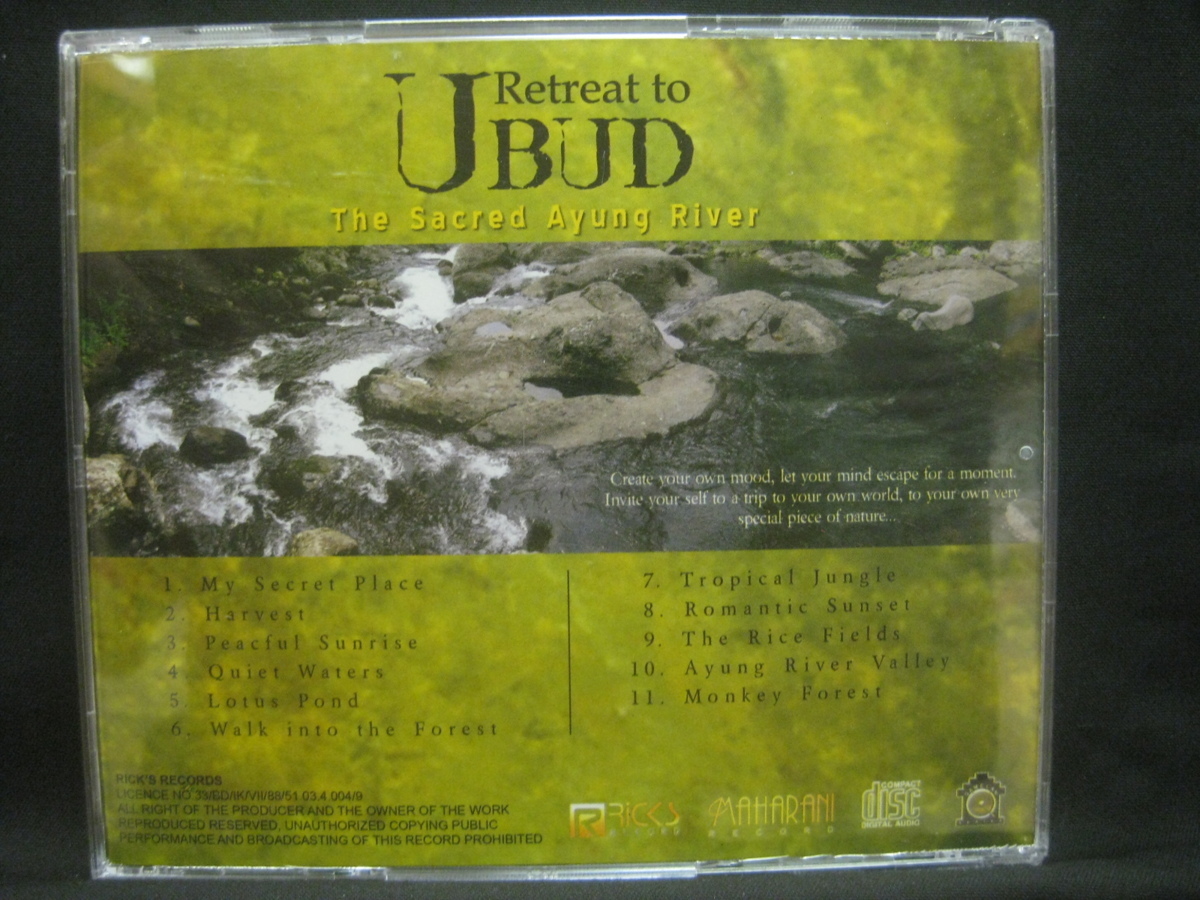 Retreat to
UBUD
The Sacred Ayung River
Create your own mood, let your mind escape for a moment.
Invite your self to a trip to your own world, to your own very
special piece of nature...
1. My Secret Place
2. Harvest
3. Peacful Sunrise
4. Quiet Waters
5. Lotus Pond
6. Walk into the Forest
7. Tropical Jungle
8. Romantic Sunset
9. The Rice Fields
10. Ayung River Valley
11. Monkey Forest
RICK'S RECORDS
LICENCE NO 33/ED/IK/VII/88/51.03.4.004/9
ALL RIGHT OF THE PRODUCER AND THE OWNER OF THE WORK
REPRODUCED RESERVED, UNAUTHORIZED COPYING PUBLIC
PERFORMANCE AND BROADCASTING OF THIS RECORD PROHIBITED
RICK'S
RECORD
MAHARANI
RECORD
COMPACT
disc
DIGITAL AUDIO